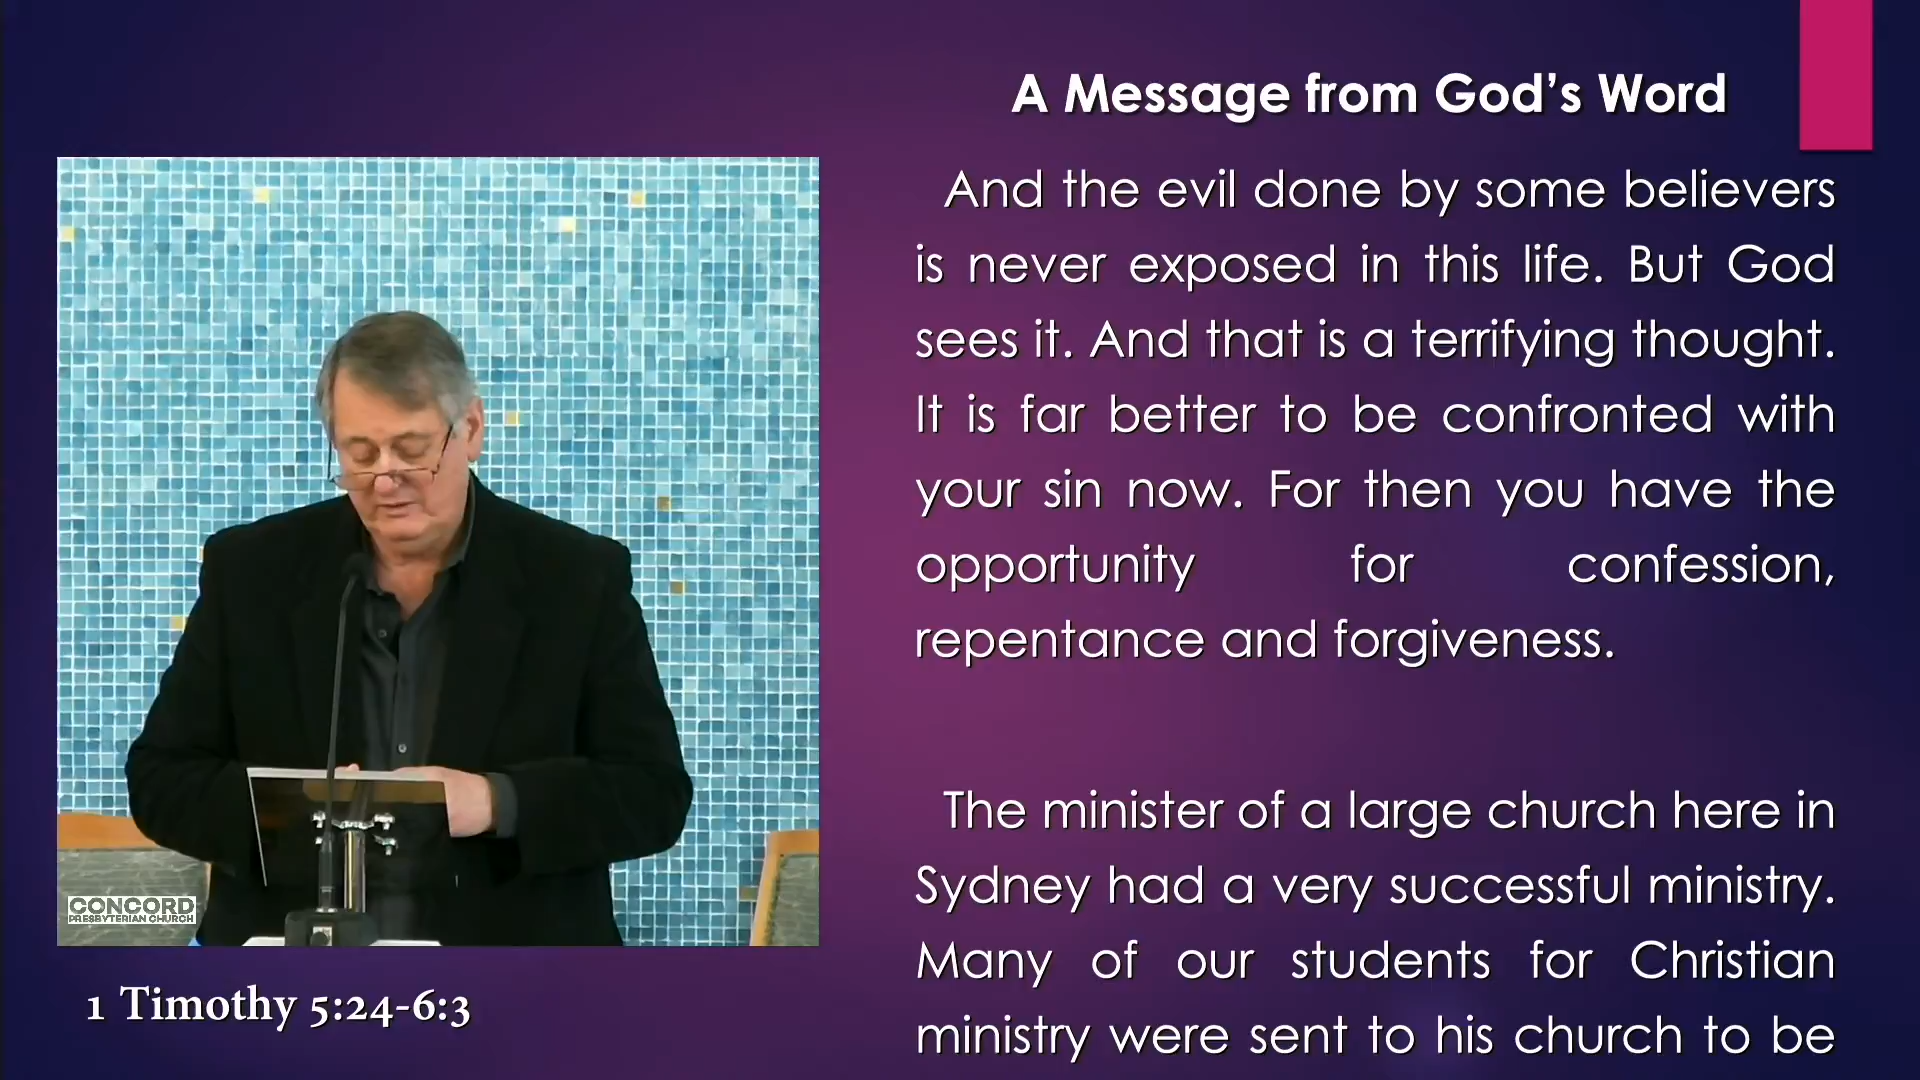 A Message from God's Word
And the evil done by some believers
is never exposed in this life. But God
sees it. And that is a terrifying thought.
It is far better to be confronted with
your sin now. For then you have the
opportunity for confession,
repentance and forgiveness.
The minister of a large church here in
Sydney had a very successful ministry.
Many of our students for Christian
ministry were sent to his church to be
CONCORD
PRESBYTERIAN CHURCH
1 Timothy 5:24-6:3